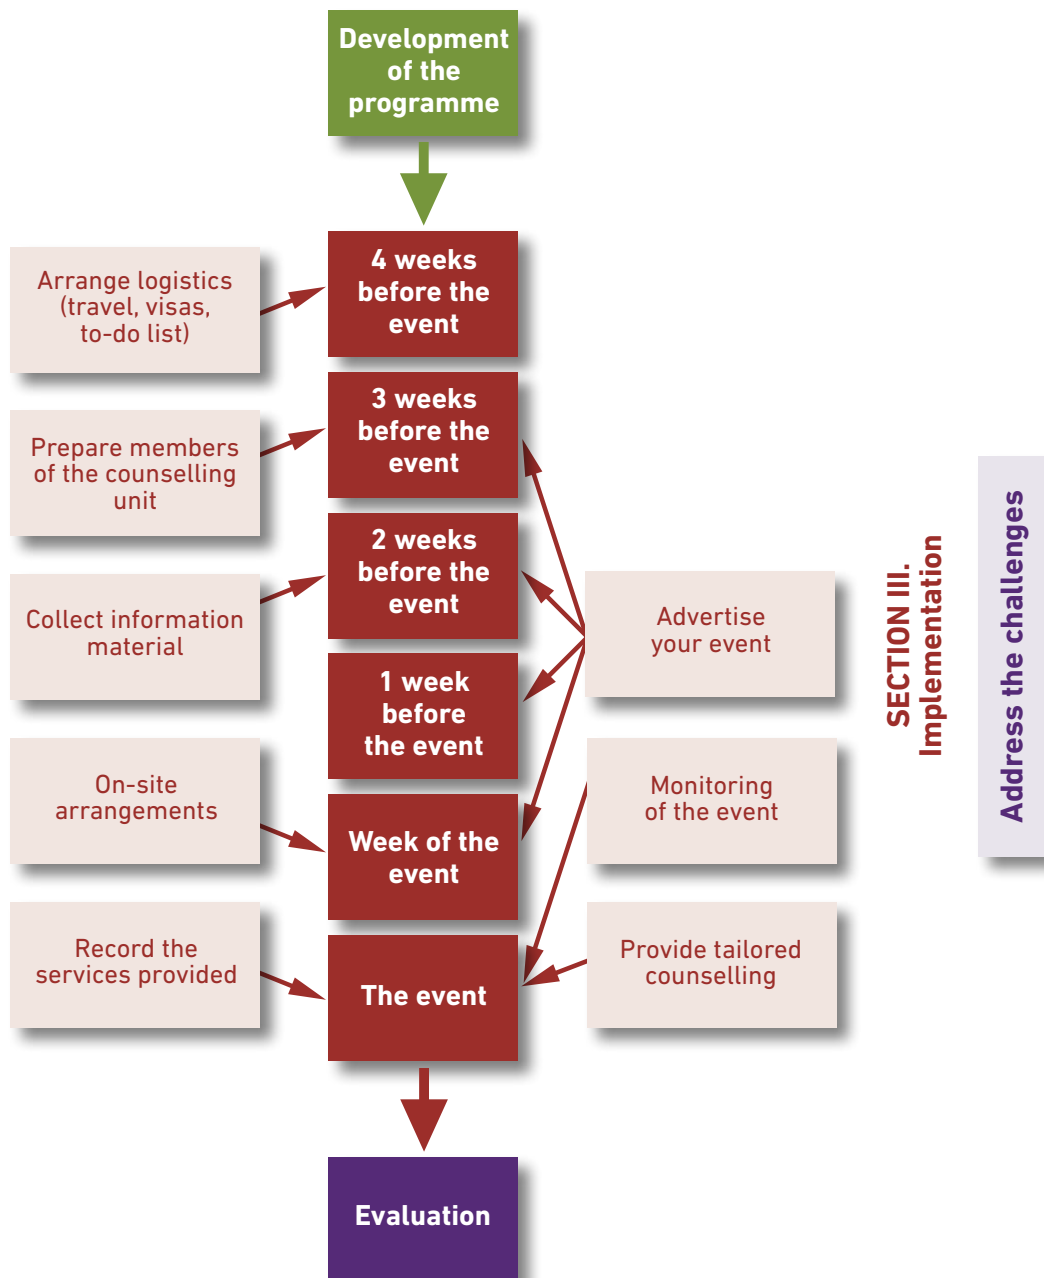 Development
of the
programme
4 weeks
before the
event
Arrange logistics
(travel, visas,
to-do list)
3 weeks
before the
event
Prepare members
of the counselling
unit
2 weeks
before the
event
Collect information
material
Advertise
your event
1 week
before
the event
On-site
arrangements
Monitoring
of the event
Week of the
event
Record the
services provided
The event
Provide tailored
counselling
Evaluation
SECTION III.
Implementation
Address the challenges